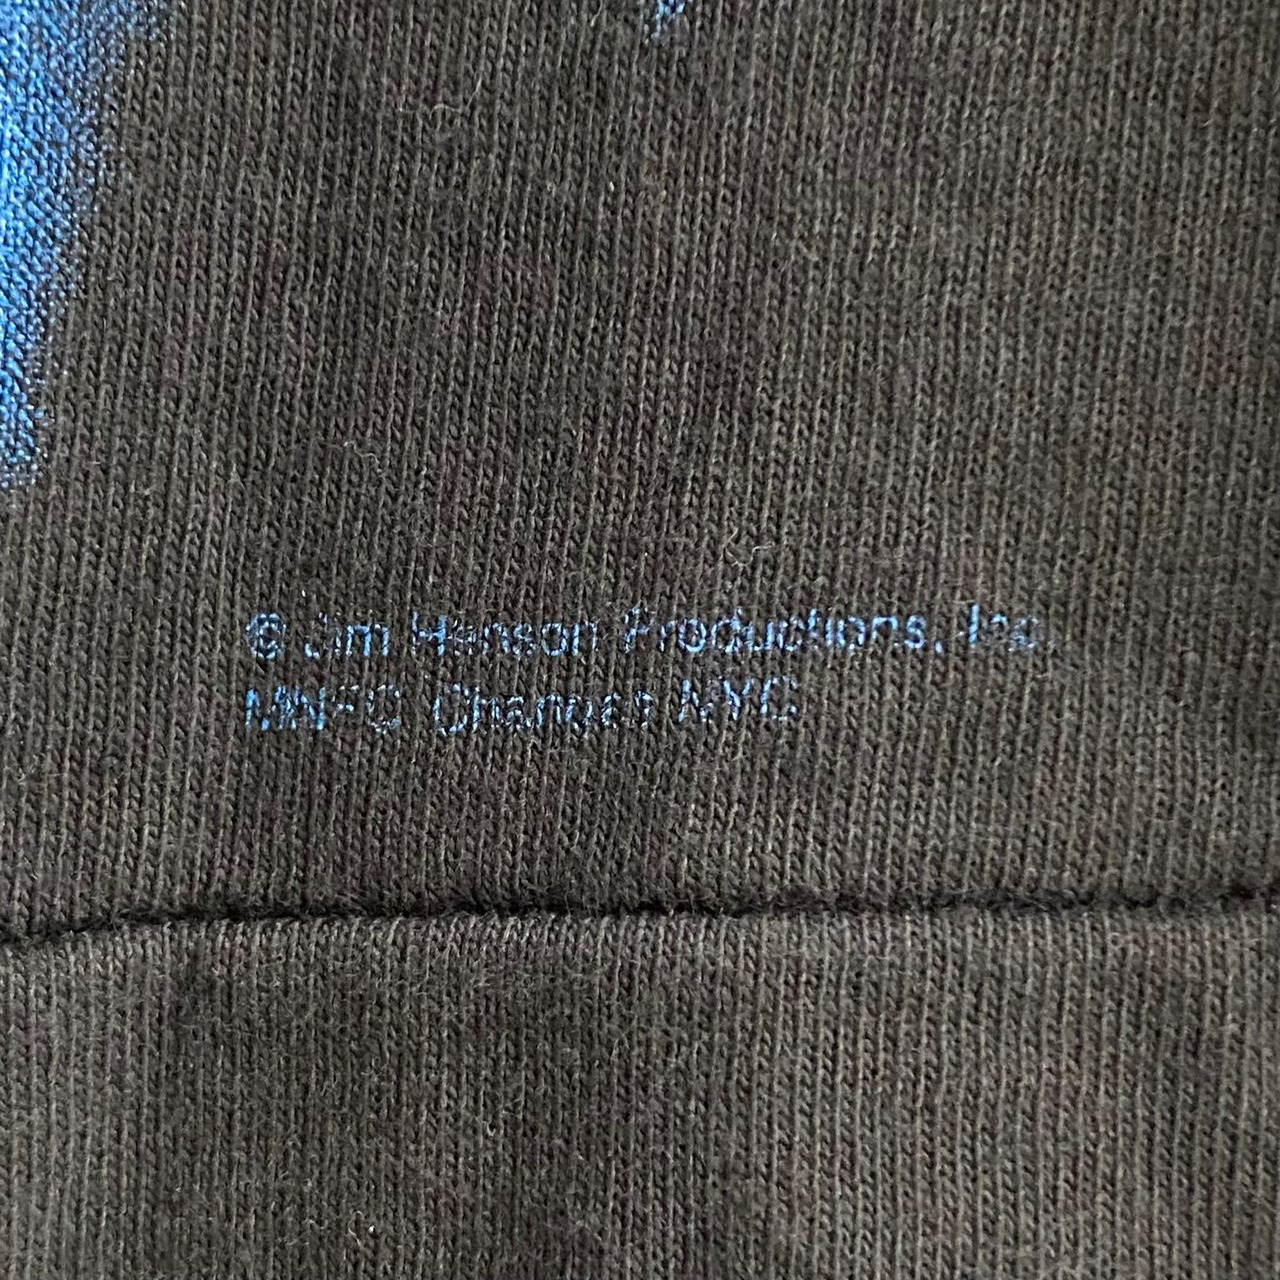 © Jim Henson Productions, Inc.
MNFG Changes NYC